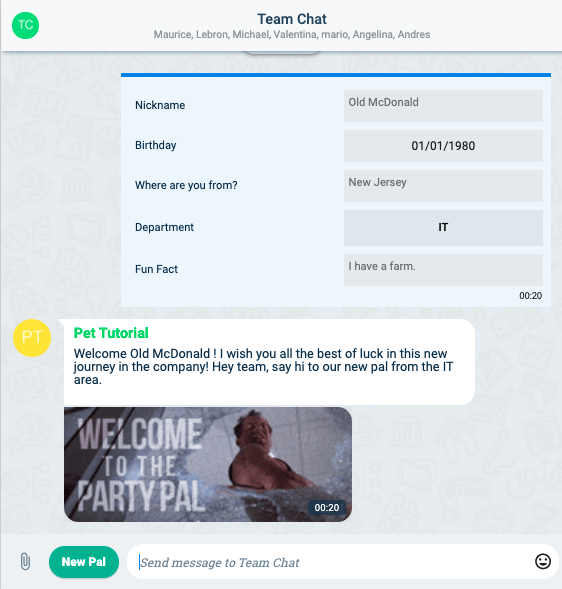 TC
Team Chat
Maurice, Lebron, Michael, Valentina, mario, Angelina, Andres
Nickname
Old McDonald
Birthday
01/01/1980
Where are you from?
New Jersey
Department
IT
Fun Fact
I have a farm.
00:20
PT
Pet Tutorial
Welcome Old McDonald ! I wish you all the best of luck in this new
journey in the company! Hey team, say hi to our new pal from the IT
area.
WELCOME
TO THE
PARTY PAL
00:20
New Pal
Send message to Team Chat